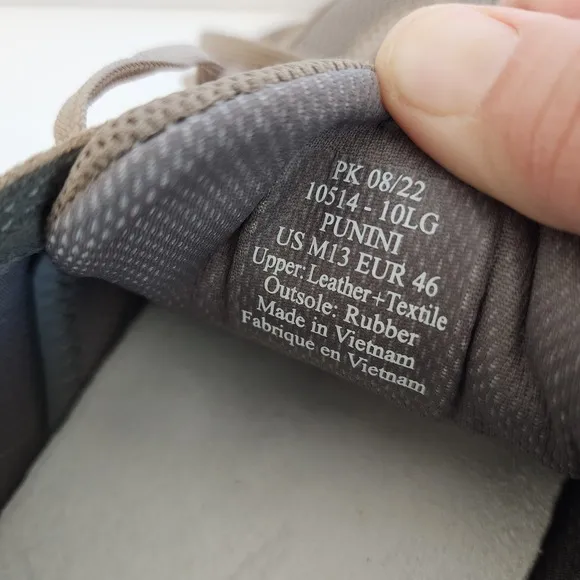 PK 08/22
10514 - 10LG
PUNINI
US M13 EUR 46
Upper: Leather+Textile
Outsole: Rubber
Made in Vietnam
Fabrique en Vietnam